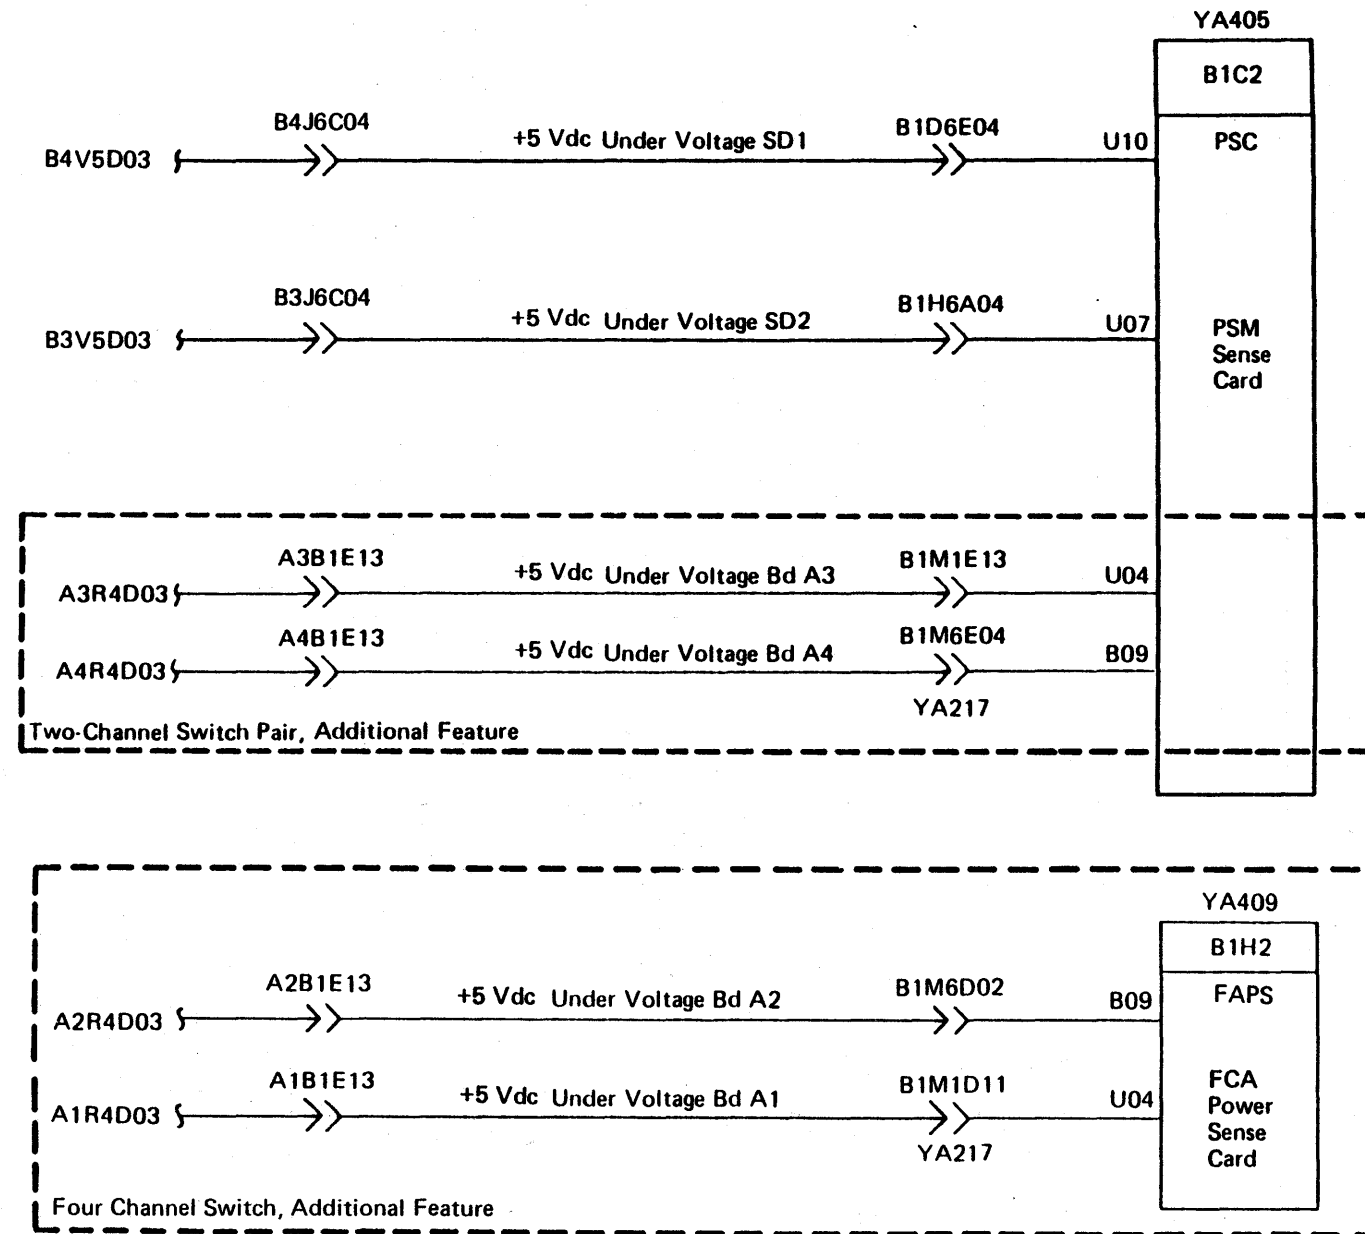 YA405
B1C2
PSC
B4V5D03
B4J6C04
+5 Vdc Under Voltage SD1
B1D6E04
U10
B3V5D03
B3J6C04
+5 Vdc Under Voltage SD2
B1H6A04
U07
PSM
Sense
Card
A3R4D03
A3B1E13
+5 Vdc Under Voltage Bd A3
B1M1E13
U04
A4R4D03
A4B1E13
+5 Vdc Under Voltage Bd A4
B1M6E04
B09
YA217
Two-Channel Switch Pair, Additional Feature
YA409
B1H2
FAPS
A2R4D03
A2B1E13
+5 Vdc Under Voltage Bd A2
B1M6D02
B09
A1R4D03
A1B1E13
+5 Vdc Under Voltage Bd A1
B1M1D11
U04
YA217
FCA
Power
Sense
Card
Four Channel Switch, Additional Feature